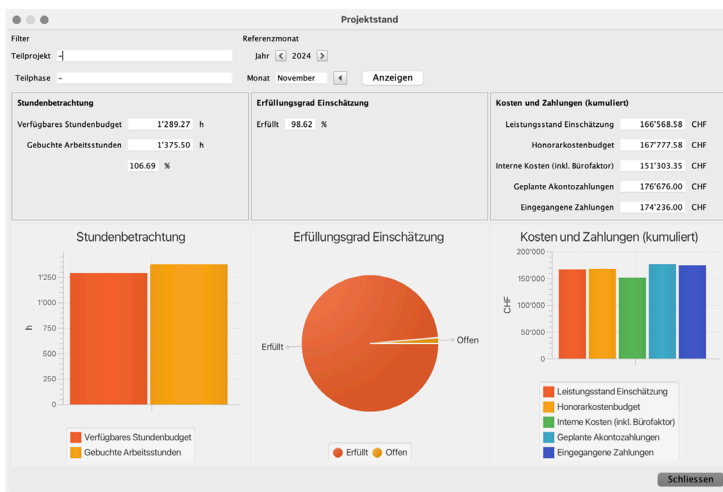 Projektstand
Filter
Referenzmonat
Teilprojekt –
Jahr 2024
Teilphase –
Monat November Anzeigen
Stundenbetrachtung
Verfügbares Stundenbudget 1'289.27 h
Gebuchte Arbeitsstunden 1'375.50 h
106.69 %
Erfüllungsgrad Einschätzung
Erfüllt 98.62 %
Kosten und Zahlungen (kumuliert)
Leistungsstand Einschätzung 166'568.58 CHF
Honorarkostenbudget 167'777.58 CHF
Interne Kosten (inkl. Bürofaktor) 151'303.35 CHF
Geplante Akontozahlungen 176'676.00 CHF
Eingegangene Zahlungen 174'236.00 CHF
Stundenbetrachtung
1'250
1'000
750
500
250
0
h
Verfügbares Stundenbudget
Gebuchte Arbeitsstunden
Erfüllungsgrad Einschätzung
Erfüllt
Offen
Erfüllt Offen
Kosten und Zahlungen (kumuliert)
200'000
150'000
100'000
50'000
0
CHF
Leistungsstand Einschätzung
Honorarkostenbudget
Interne Kosten (inkl. Bürofaktor)
Geplante Akontozahlungen
Eingegangene Zahlungen
Schliessen